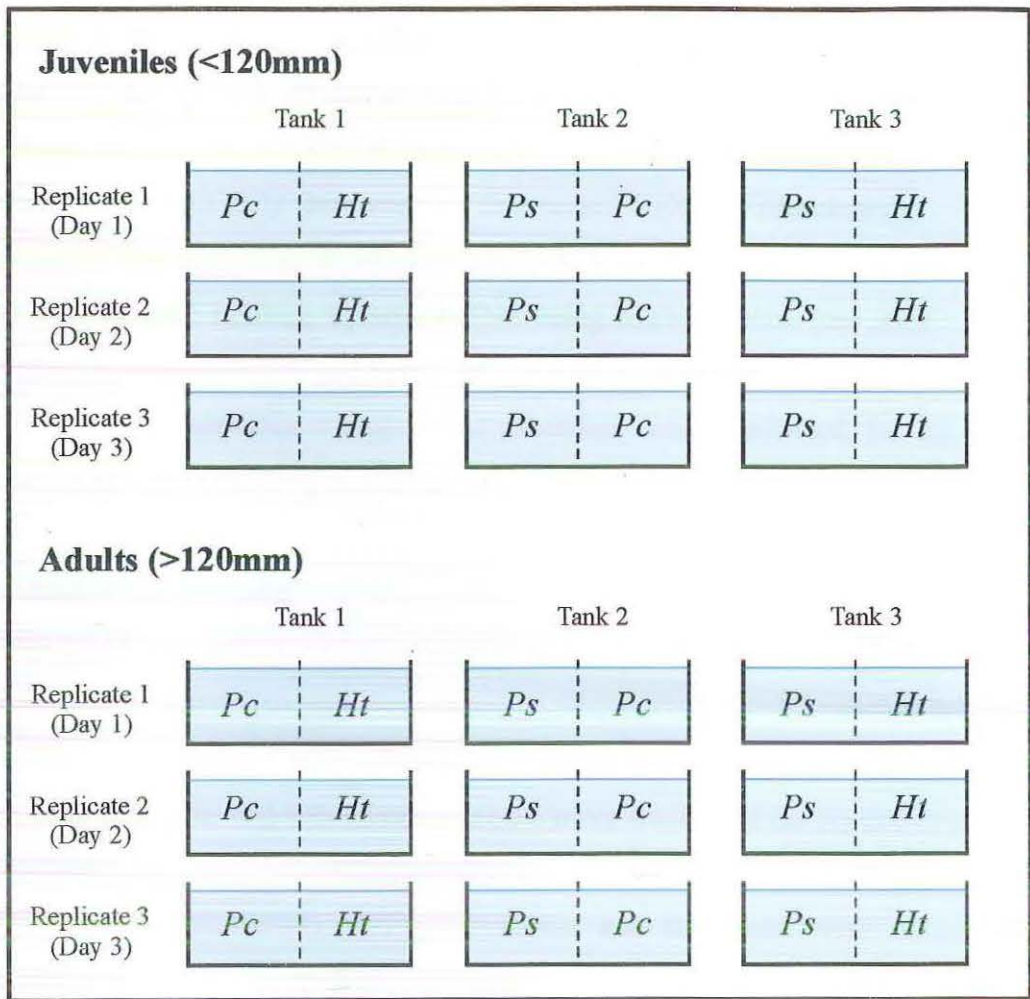 Juveniles (<120mm)
Tank 1 Tank 2 Tank 3
Replicate 1
(Day 1)
Pc Ht Ps Pc Ps Ht
Replicate 2
(Day 2)
Pc Ht Ps Pc Ps Ht
Replicate 3
(Day 3)
Pc Ht Ps Pc Ps Ht
Adults (>120mm)
Tank 1 Tank 2 Tank 3
Replicate 1
(Day 1)
Pc Ht Ps Pc Ps Ht
Replicate 2
(Day 2)
Pc Ht Ps Pc Ps Ht
Replicate 3
(Day 3)
Pc Ht Ps Pc Ps Ht